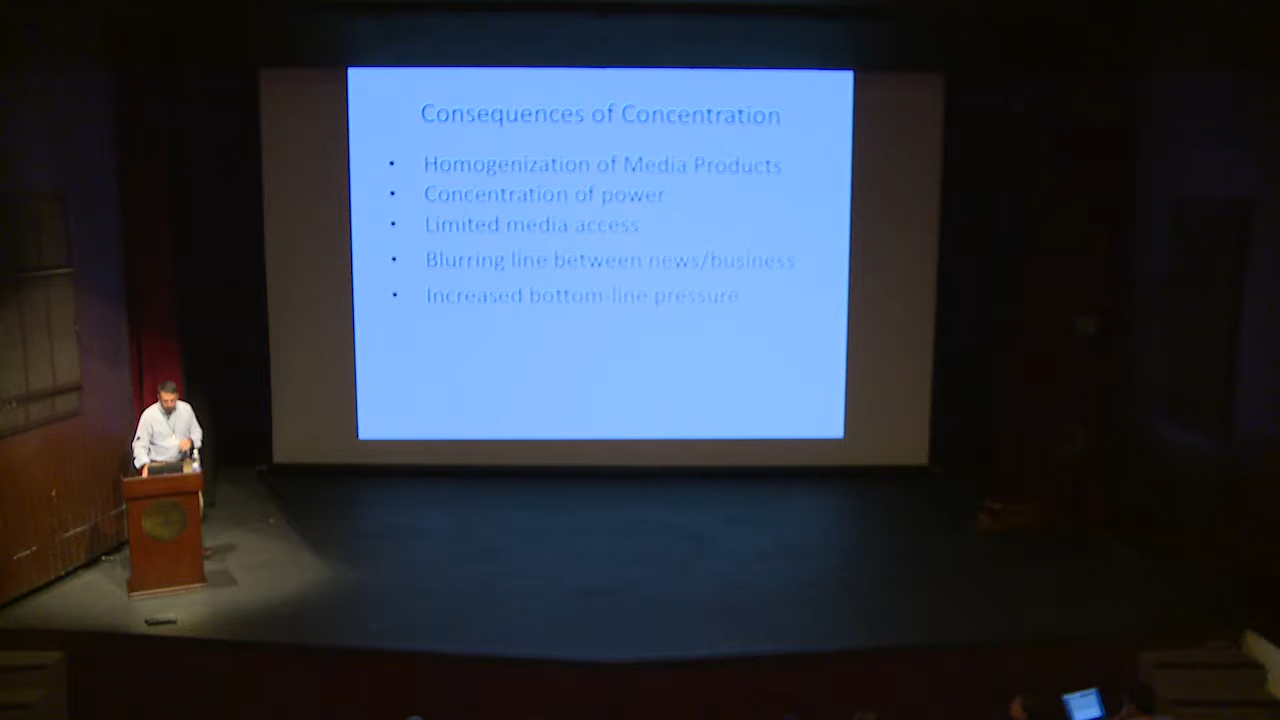 Consequences of Concentration
• Homogenization of Media Products
• Concentration of power
• Limited media access
• Blurring line between news/business
• Increased bottom-line pressure